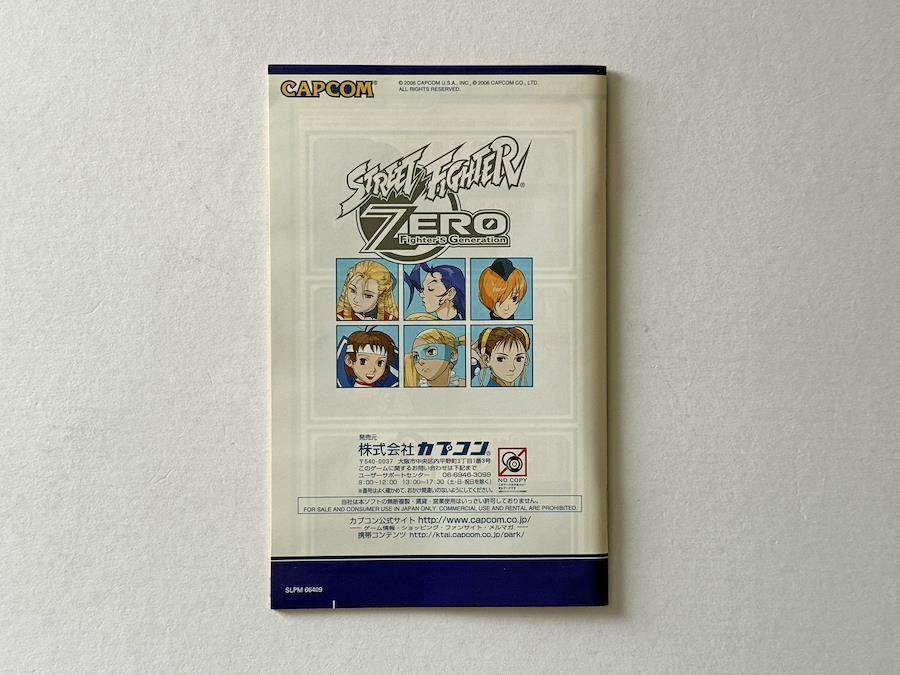 CAPCOM®
© 2006 CAPCOM U.S.A., INC., © 2006 CAPCOM CO., LTD.
ALL RIGHTS RESERVED.
STREET FIGHTER®
ZERO
Fighter's Generation
発売元
株式会社 カプコン®
〒540-0037 大阪市中央区内平野町3丁目1番3号
このゲームに関するお問い合わせは下記まで
ユーザーサポートセンター 06-6946-3099
9:00～12:00 13:00～17:30 (土・日・祝日を除く)
※番号はよく確かめて、おかけ間違いのないようにしてください。
NO COPY
当社は本ソフトの無断複製・賃貸・営業使用はいっさい許可しておりません。
FOR SALE AND CONSUMER USE IN JAPAN ONLY. COMMERCIAL USE AND RENTAL ARE PROHIBITED.
カプコン公式サイト http://www.capcom.co.jp/
ゲーム情報・ショッピング・ファンサイト・メルマガ
携帯コンテンツ http://ktai.capcom.co.jp/park/
SLPM 66409